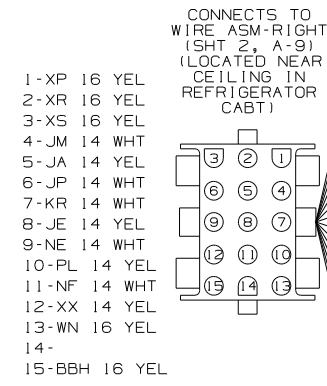 CONNECTS TO
WIRE ASM-RIGHT
(SHT 2, A-9)
(LOCATED NEAR
CEILING IN
REFRIGERATOR
CABT)
1-XP 16 YEL
2-XR 16 YEL
3-XS 16 YEL
4-JM 14 WHT
5-JA 14 YEL
6-JP 14 WHT
7-KR 14 WHT
8-JE 14 YEL
9-NE 14 WHT
10-PL 14 YEL
11-NF 14 WHT
12-XX 14 YEL
13-WN 16 YEL
14-
15-BBH 16 YEL
3 2 1
6 5 4
9 8 7
12 11 10
15 14 13